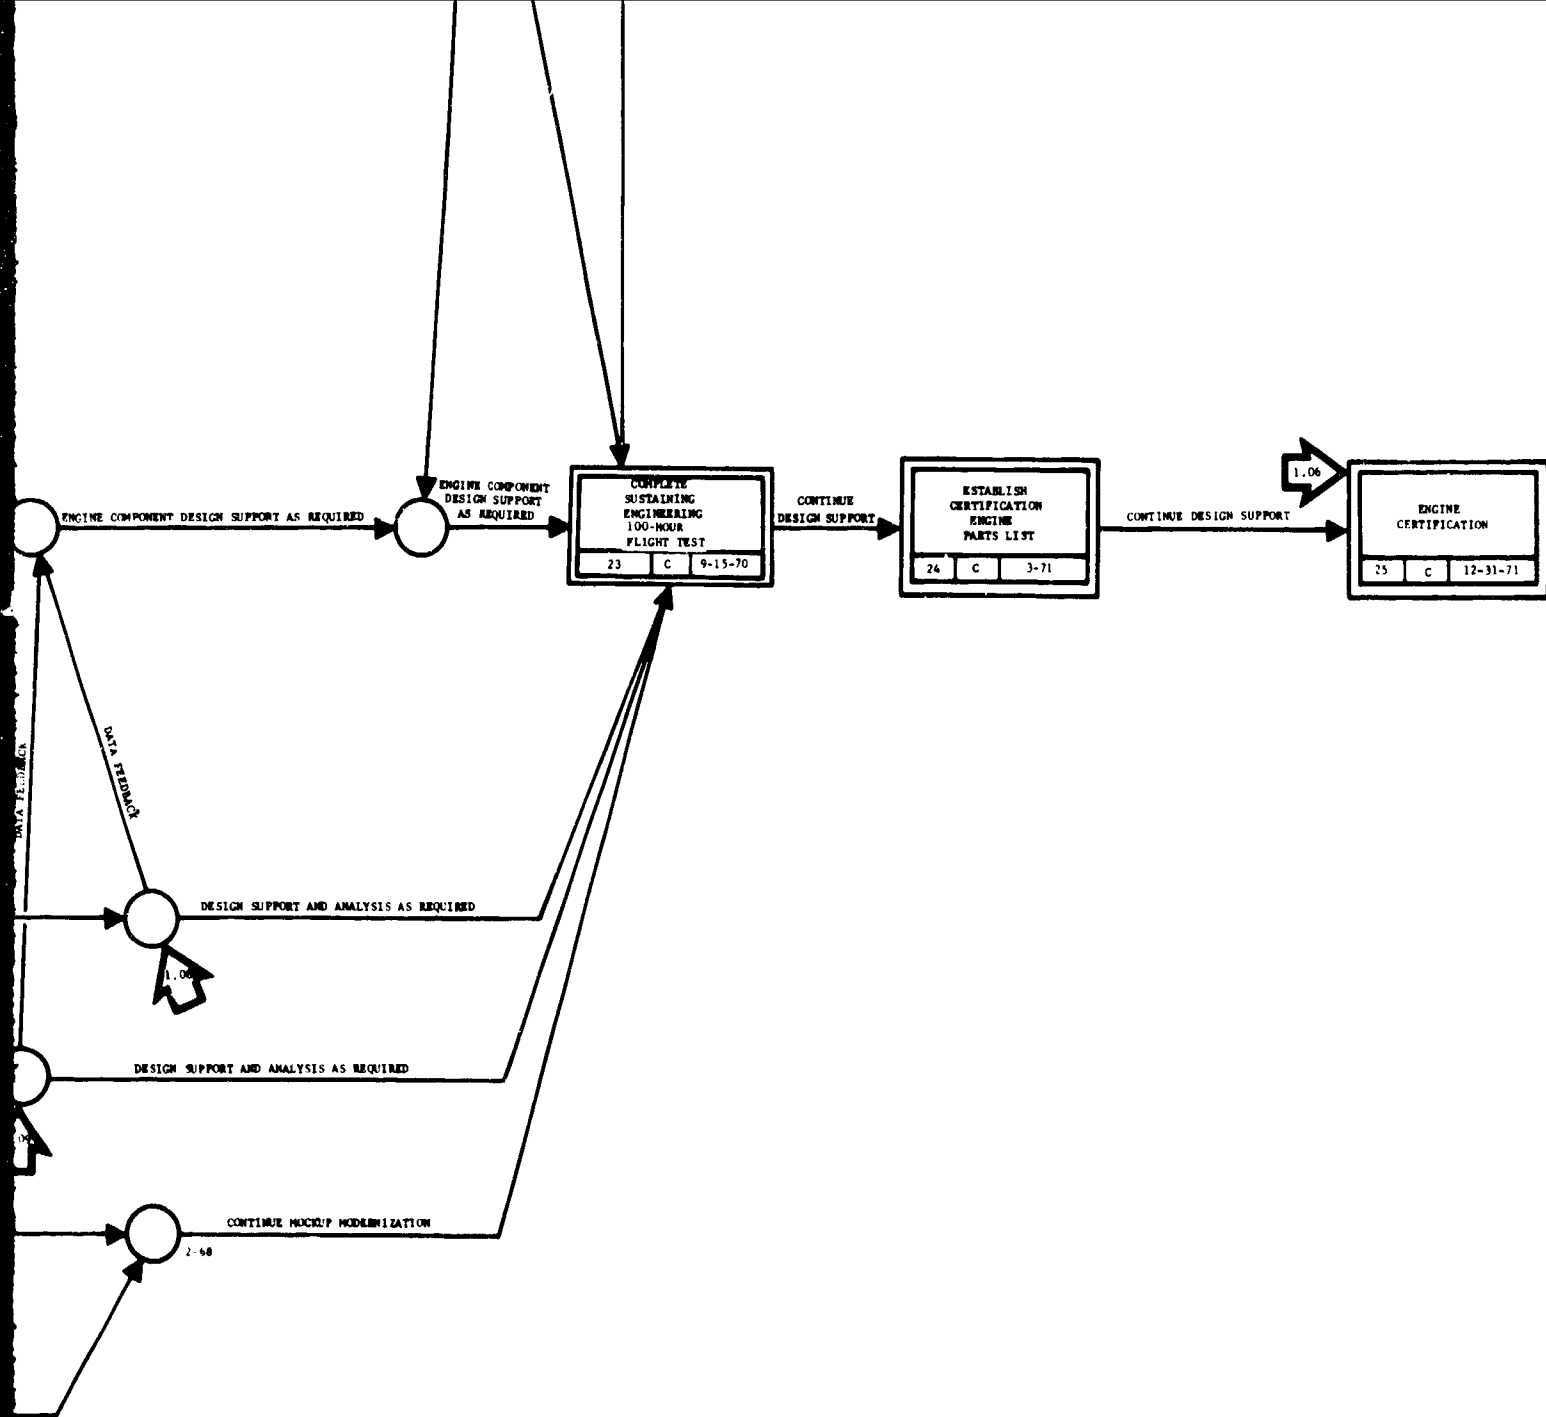 ENGINE COMPONENT DESIGN SUPPORT AS REQUIRED
ENGINE COMPONENT
DESIGN SUPPORT
AS REQUIRED
COMPLETE
SUSTAINING
ENGINEERING
100-HOUR
FLIGHT TEST
23 C 9-15-70
CONTINUE
DESIGN SUPPORT
ESTABLISH
CERTIFICATION
ENGINE
PARTS LIST
24 C 3-71
CONTINUE DESIGN SUPPORT
1.06
ENGINE
CERTIFICATION
25 C 12-31-71
DATA FEEDBACK
DATA FEEDBACK
DESIGN SUPPORT AND ANALYSIS AS REQUIRED
DESIGN SUPPORT AND ANALYSIS AS REQUIRED
CONTINUE MOCKUP MODERNIZATION
2-68